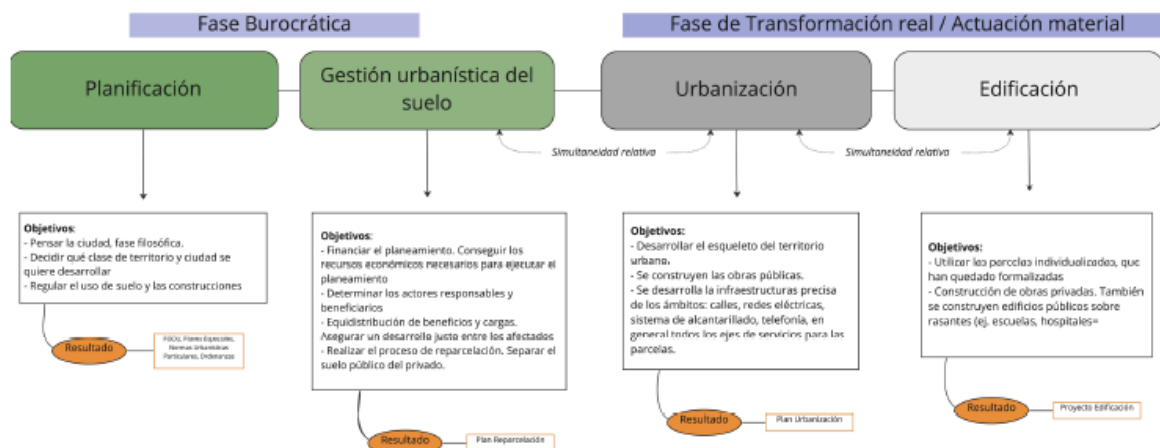 Fase Burocrática
Fase de Transformación real / Actuación material
Planificación
Gestión urbanística del
suelo
Urbanización
Edificación
Simultaneidad relativa
Simultaneidad relativa
Objetivos:
- Pensar la ciudad, fase filosófica.
- Decidir qué clase de territorio y ciudad se
quiere desarrollar
- Regular el uso de suelo y las construcciones
Resultado
PGOU, Planes Especiales,
Normas Urbanísticas
Particulares, Ordenanzas
Objetivos:
- Financiar el planeamiento. Conseguir los
recursos económicos necesarios para ejecutar el
planeamiento
- Determinar los actores responsables y
beneficiarios
- Equidistribución de beneficios y cargas.
Asegurar un desarrollo justo entre los afectados
- Realizar el proceso de reparcelación. Separar el
suelo público del privado.
Resultado
Plan Reparcelación
Objetivos:
- Desarrollar el esqueleto del territorio
urbano.
- Se construyen las obras públicas.
- Se desarrolla la infraestructuras precisa
de los ámbitos: calles, redes eléctricas,
sistema de alcantarillado, telefonía, en
general todos los ejes de servicios para las
parcelas.
Resultado
Plan Urbanización
Objetivos:
- Utilizar las parcelas individualizadas, que
han quedado formalizadas
- Construcción de obras privadas. También
se construyen edificios públicos sobre
rasantes (ej. escuelas, hospitales=
Resultado
Proyecto Edificación